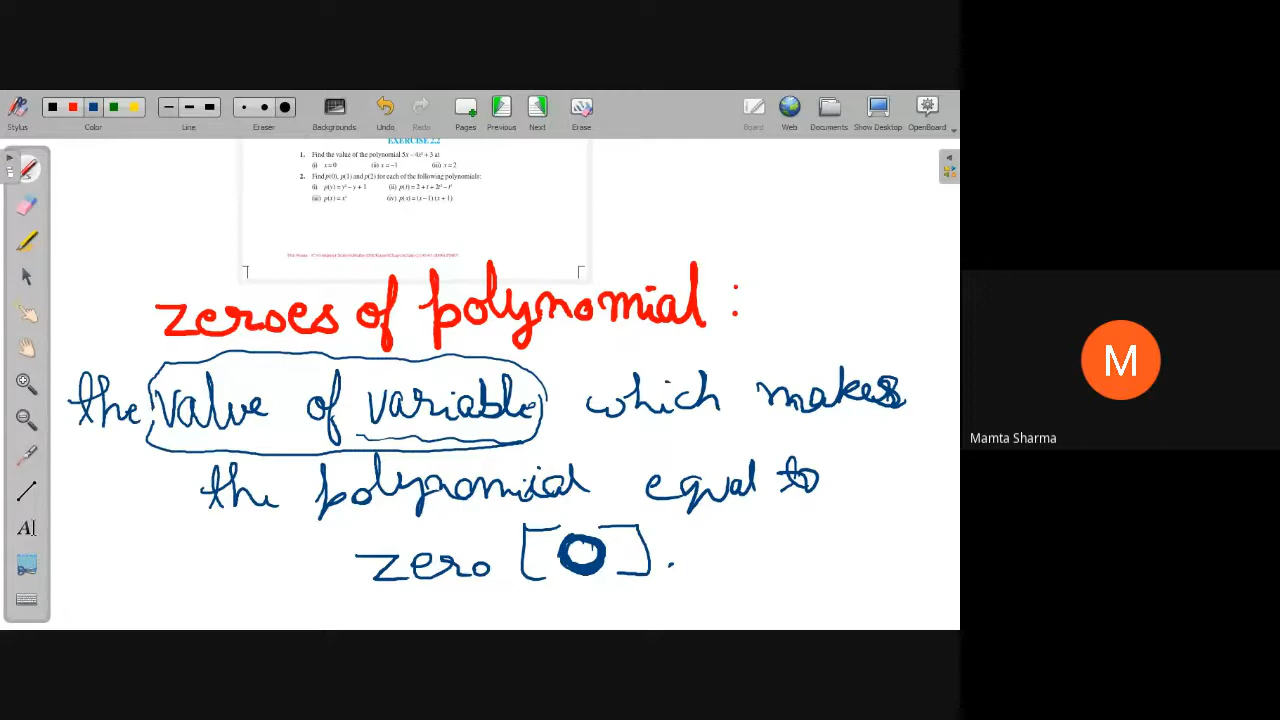 Stylus
Color
Line
Eraser
Backgrounds
Undo
Redo
Pages
Previous
Next
Erase
Board
Web
Documents
Show Desktop
OpenBoard
EXERCISE 2.2
1. Find the value of the polynomial 5x – 4x² + 3 at
(i) x = 0 (ii) x = –1 (iii) x = 2
2. Find p(0), p(1) and p(2) for each of the following polynomials:
(i) p(y) = y² – y + 1 (ii) p(t) = 2 + t + 2t² – t³
(iii) p(x) = x³ (iv) p(x) = (x – 1) (x + 1)
zeroes of polynomial :
the value of variable which makes
the polynomial equal to
zero [0].
M
Mamta Sharma